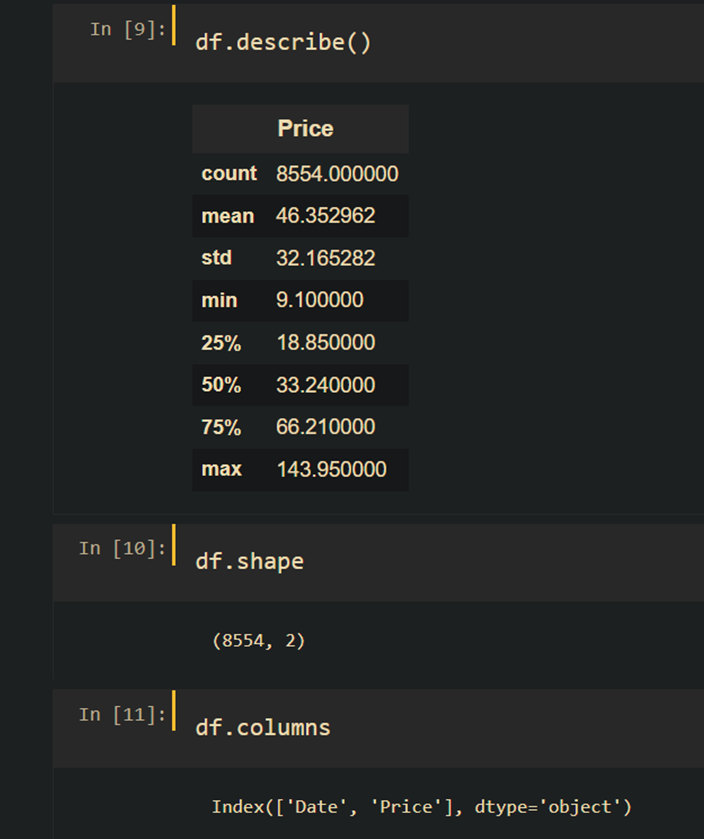 In [9]:
df.describe()
Price
count 8554.000000
mean 46.352962
std 32.165282
min 9.100000
25% 18.850000
50% 33.240000
75% 66.210000
max 143.950000
In [10]:
df.shape
(8554, 2)
In [11]:
df.columns
Index(['Date', 'Price'], dtype='object')